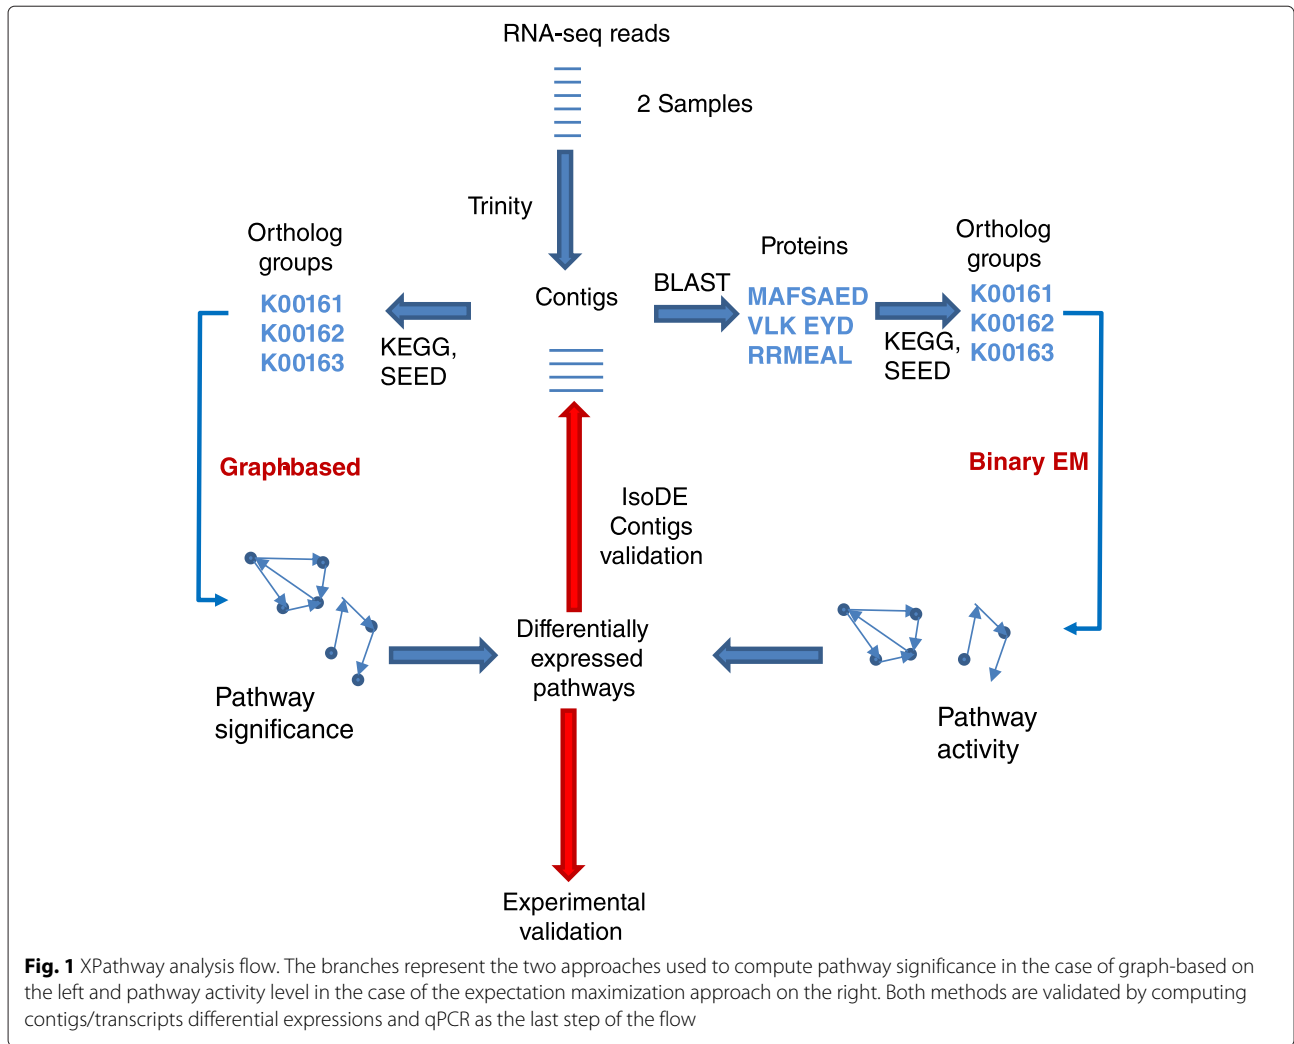 RNA-seq reads
2 Samples
Trinity
Ortholog
groups
K00161
K00162
K00163
KEGG,
SEED
Contigs
BLAST
Proteins
MAFSAED
VLK EYD
RRMEAL
KEGG,
SEED
Ortholog
groups
K00161
K00162
K00163
Graph-based
Binary EM
IsoDE
Contigs
validation
Pathway
significance
Differentially
expressed
pathways
Pathway
activity
Experimental
validation
Fig. 1 XPathway analysis flow. The branches represent the two approaches used to compute pathway significance in the case of graph-based on
the left and pathway activity level in the case of the expectation maximization approach on the right. Both methods are validated by computing
contigs/transcripts differential expressions and qPCR as the last step of the flow